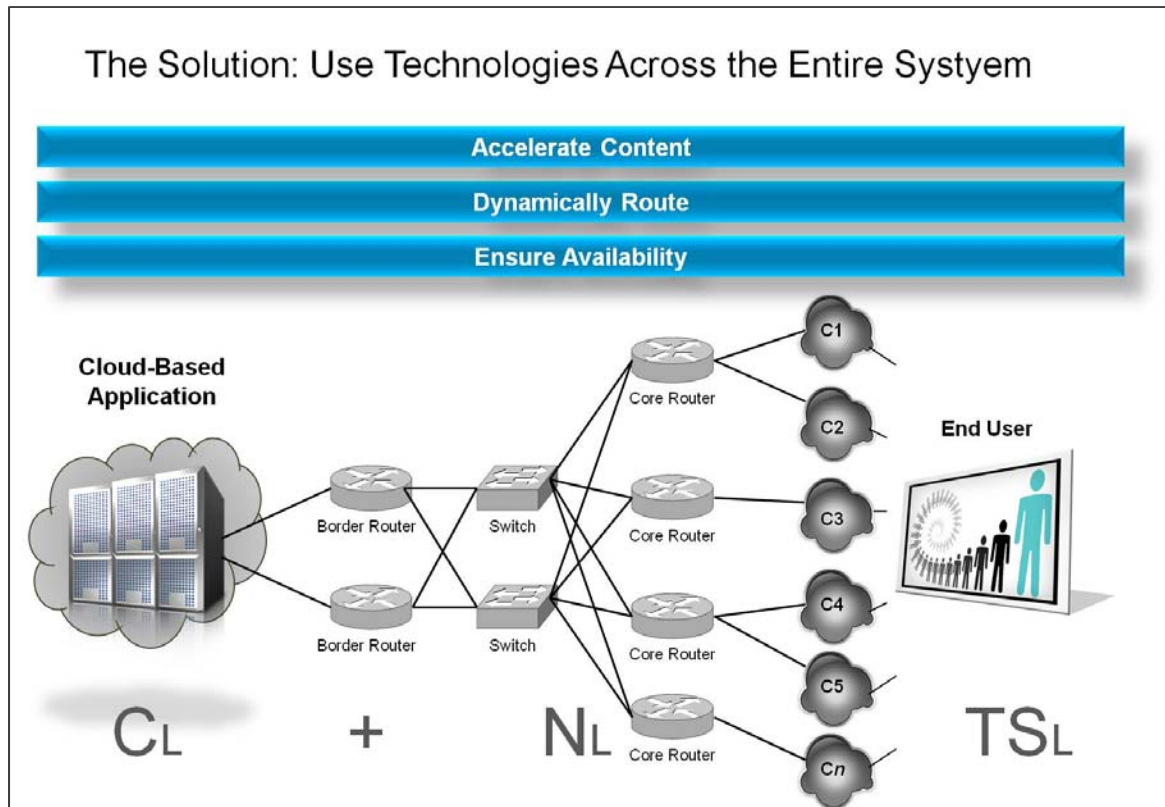 The Solution: Use Technologies Across the Entire Systyem
Accelerate Content
Dynamically Route
Ensure Availability
Cloud-Based
Application
Border Router
Border Router
Switch
Switch
Core Router
Core Router
Core Router
Core Router
C1
C2
C3
C4
C5
Cn
End User
CL + NL TSL